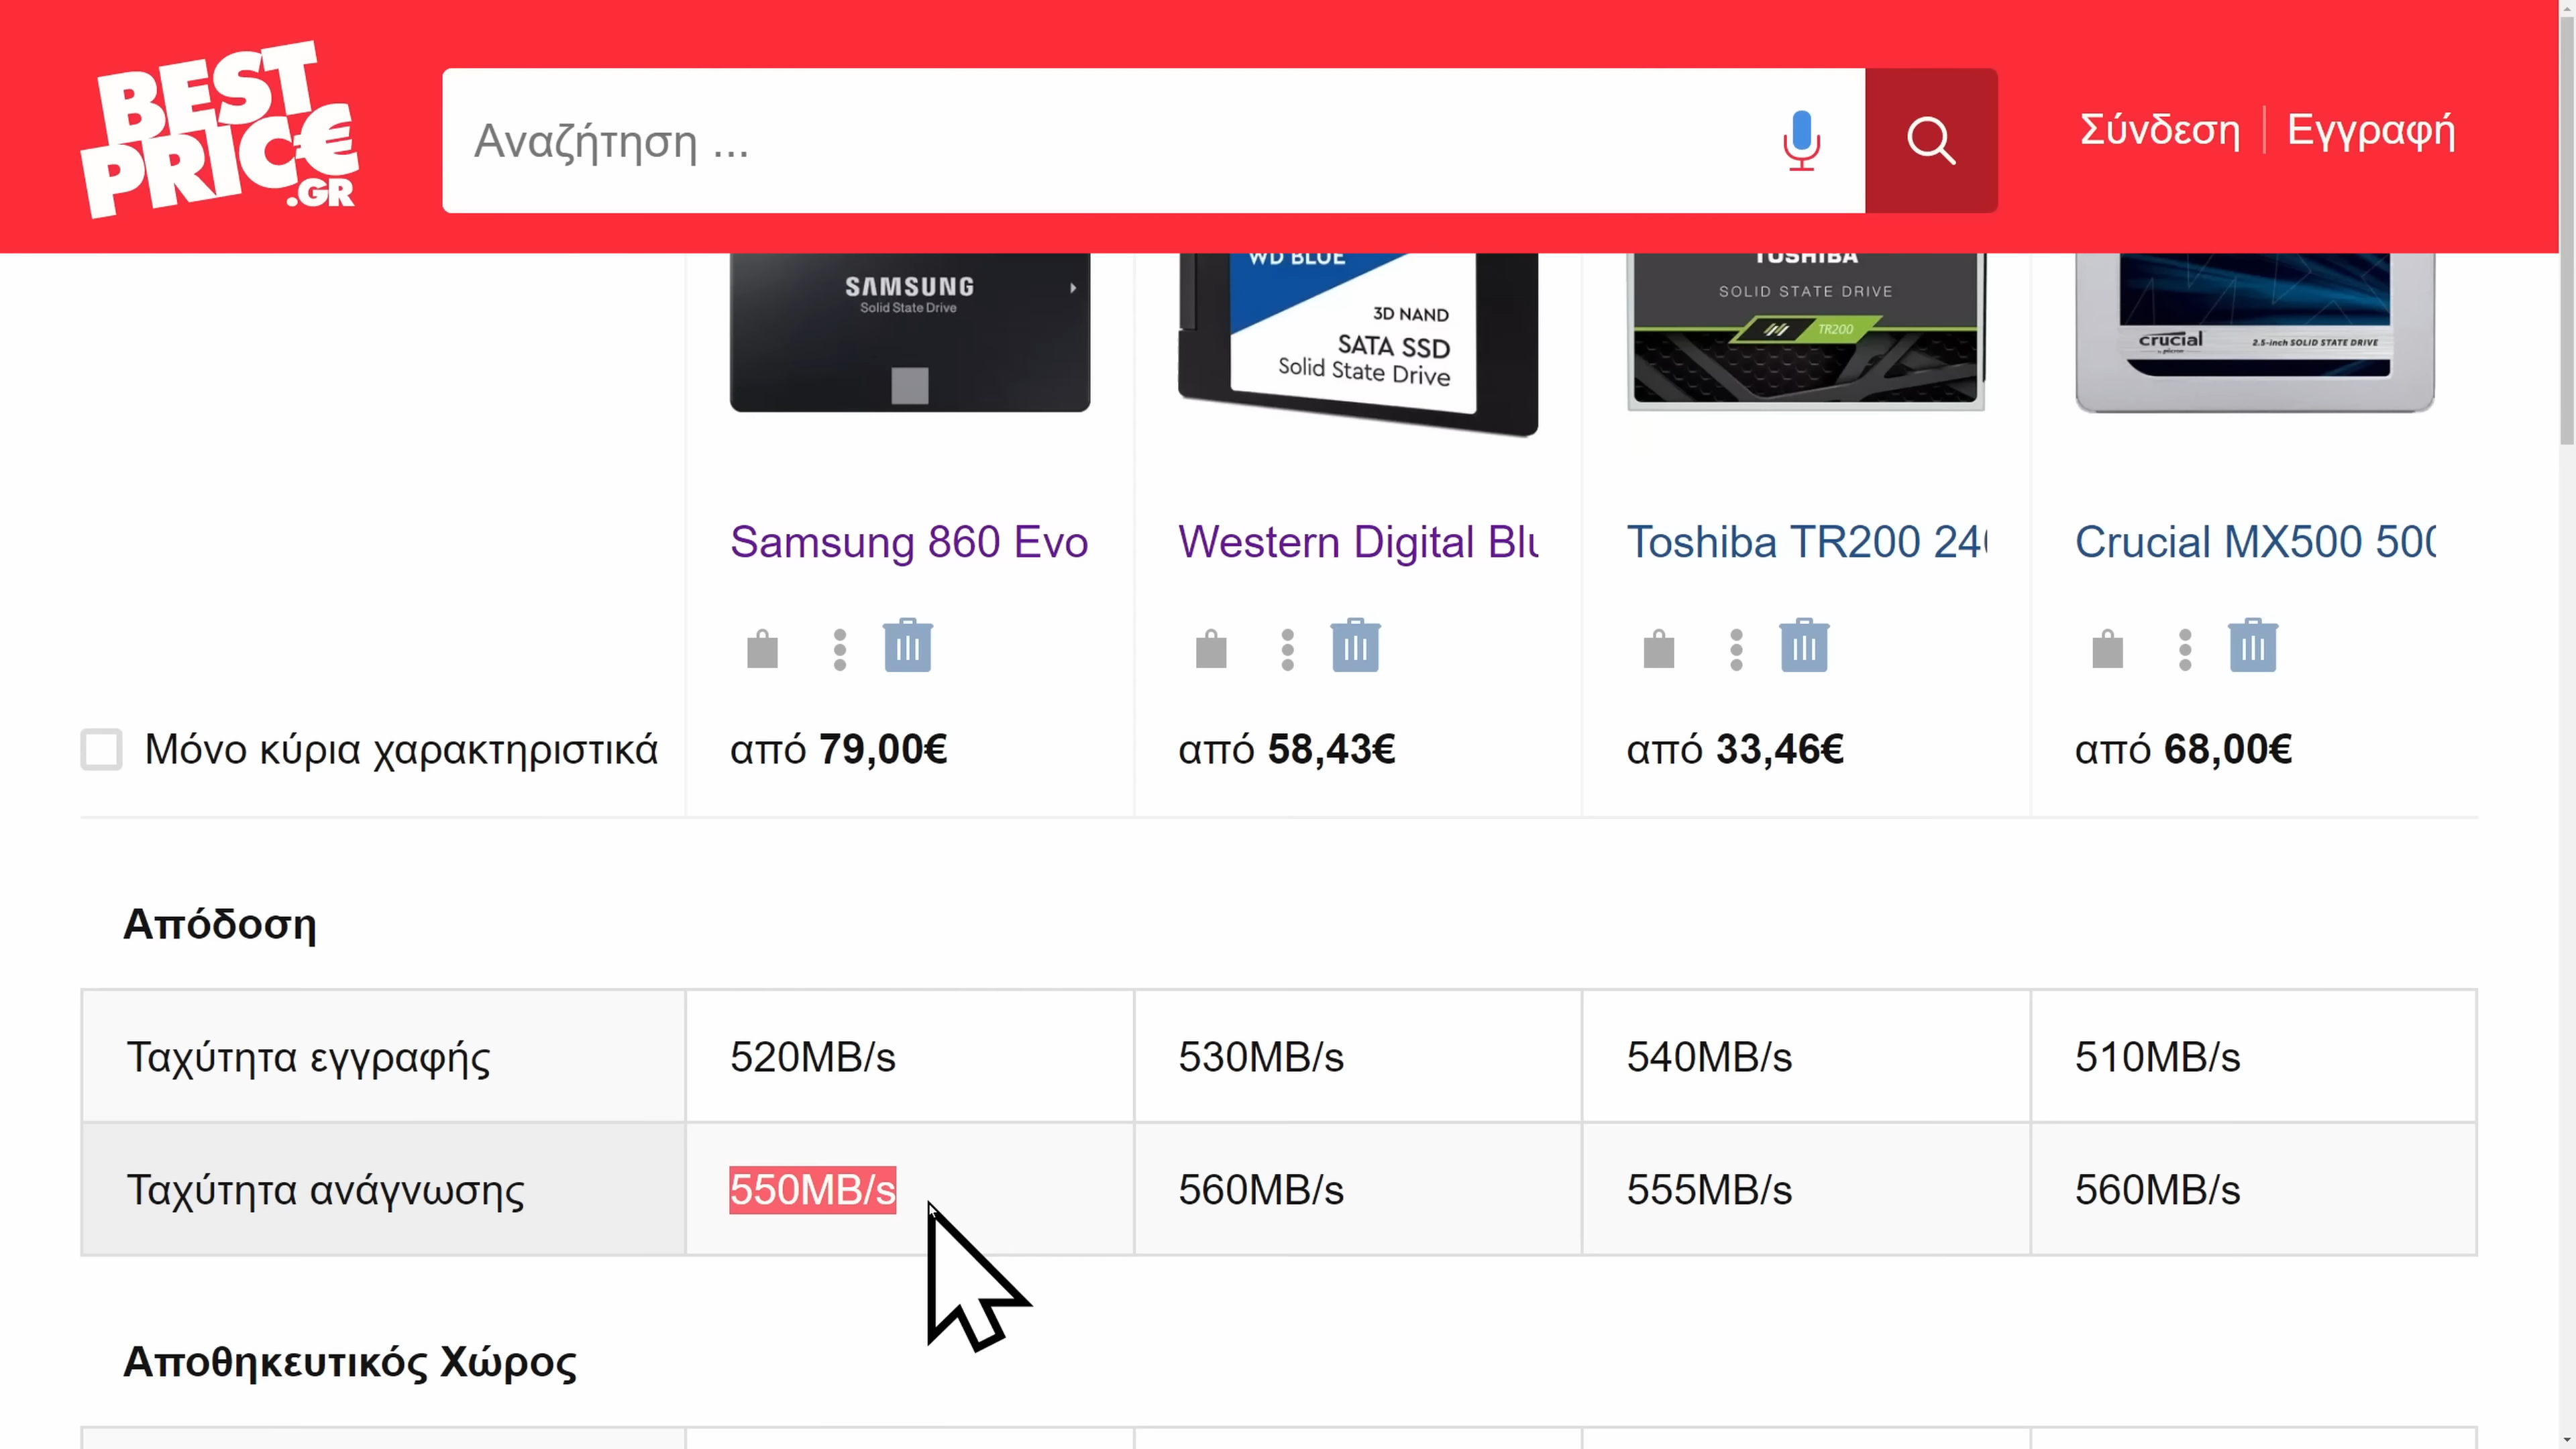 BEST
PRIC€
.GR
Αναζήτηση ...
Σύνδεση
Εγγραφή
SAMSUNG
Solid State Drive
WD BLUE
3D NAND
SATA SSD
Solid State Drive
TOSHIBA
SOLID STATE DRIVE
TR200
crucial
2.5-inch SOLID STATE DRIVE
Samsung 860 Evo
Western Digital Blu
Toshiba TR200 240
Crucial MX500 500
Μόνο κύρια χαρακτηριστικά
από 79,00€
από 58,43€
από 33,46€
από 68,00€
Απόδοση
Ταχύτητα εγγραφής
520MB/s
530MB/s
540MB/s
510MB/s
Ταχύτητα ανάγνωσης
550MB/s
560MB/s
555MB/s
560MB/s
Αποθηκευτικός Χώρος